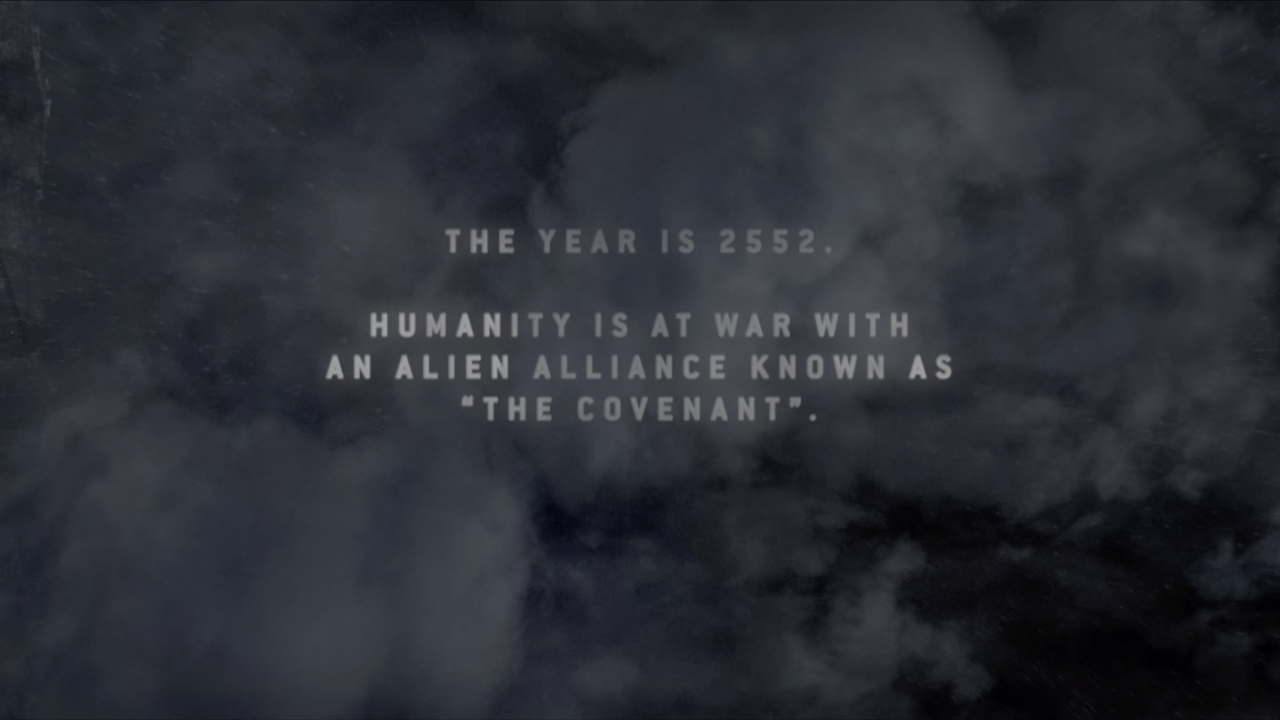 THE YEAR IS 2552.
HUMANITY IS AT WAR WITH
AN ALIEN ALLIANCE KNOWN AS
“THE COVENANT”.